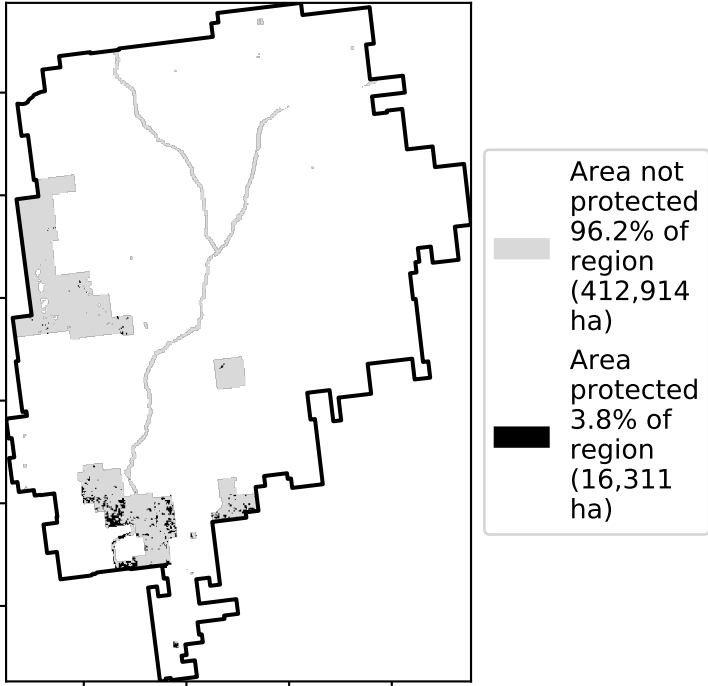 Area not
protected
96.2% of
region
(412,914
ha)
Area
protected
3.8% of
region
(16,311
ha)